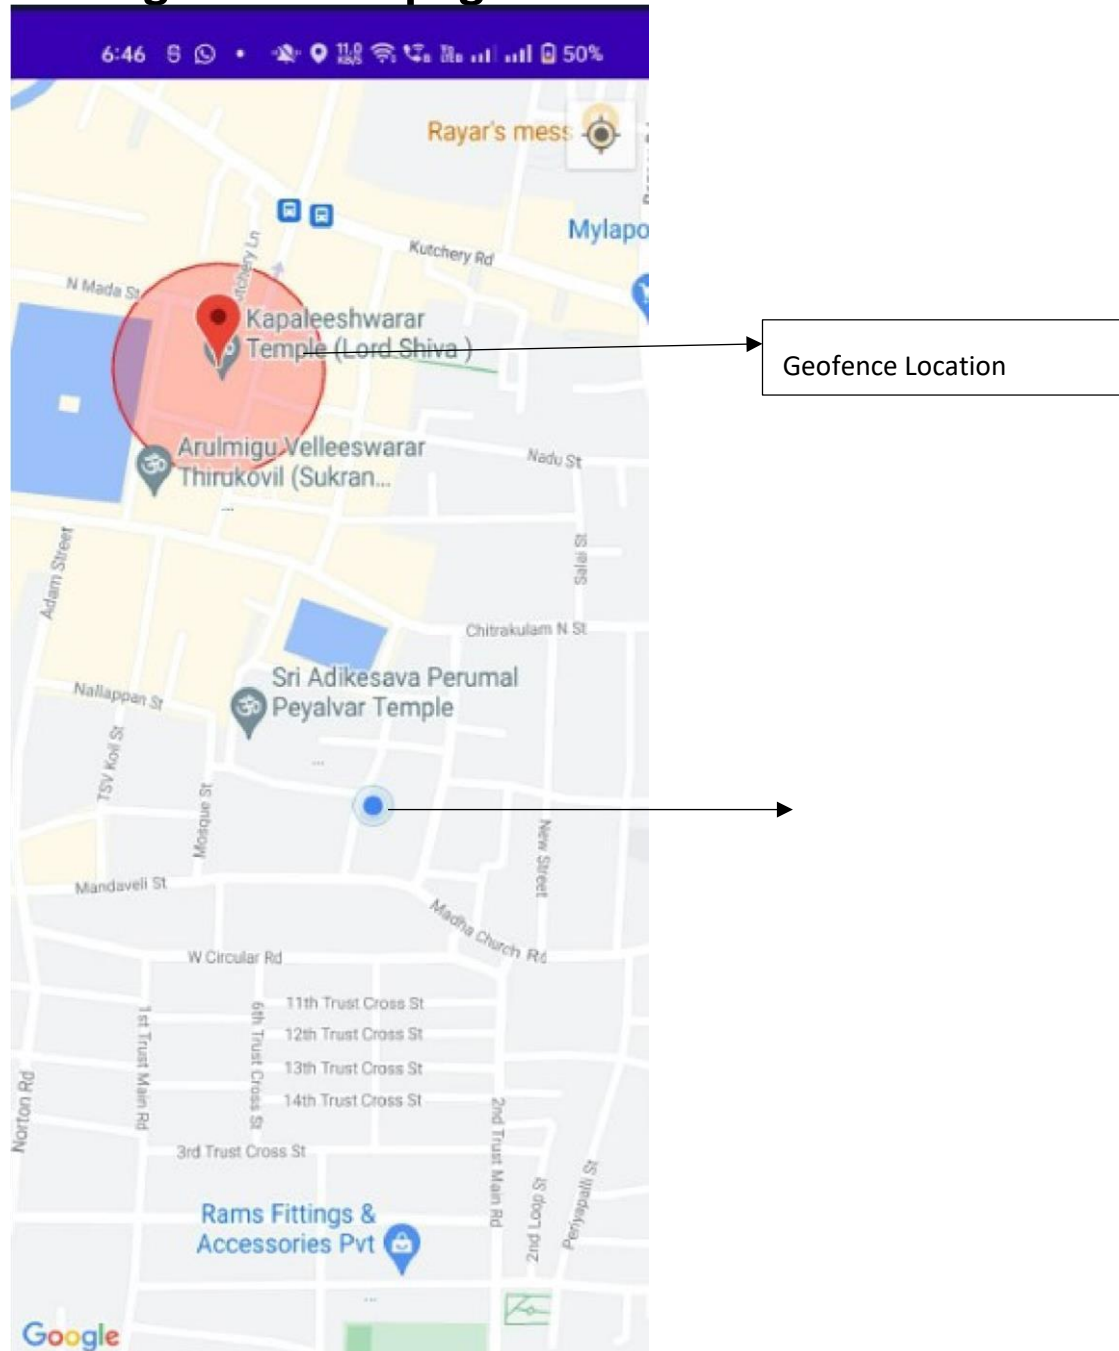 6:46
11.0
KB/S
50%
Rayar's mess
Mylapo
Kutchery Rd
N Mada St
Kapaleeshwarar
Temple (Lord Shiva )
Geofence Location
Arulmigu Velleeswarar
Thirukovil (Sukran...
Nadu St
...
Adam Street
Salai St
Chitrakulam N St
Sri Adikesava Perumal
Peyalvar Temple
Nallappan St
TSV Koil St
...
Mosque St
New Street
Mandaveli St
Madha Church Rd
W Circular Rd
11th Trust Cross St
12th Trust Cross St
13th Trust Cross St
14th Trust Cross St
1st Trust Main Rd
6th Trust Cross St
Norton Rd
2nd Trust Main Rd
3rd Trust Cross St
2nd Loop St
Periyapalli St
Rams Fittings &
Accessories Pvt
...
Google